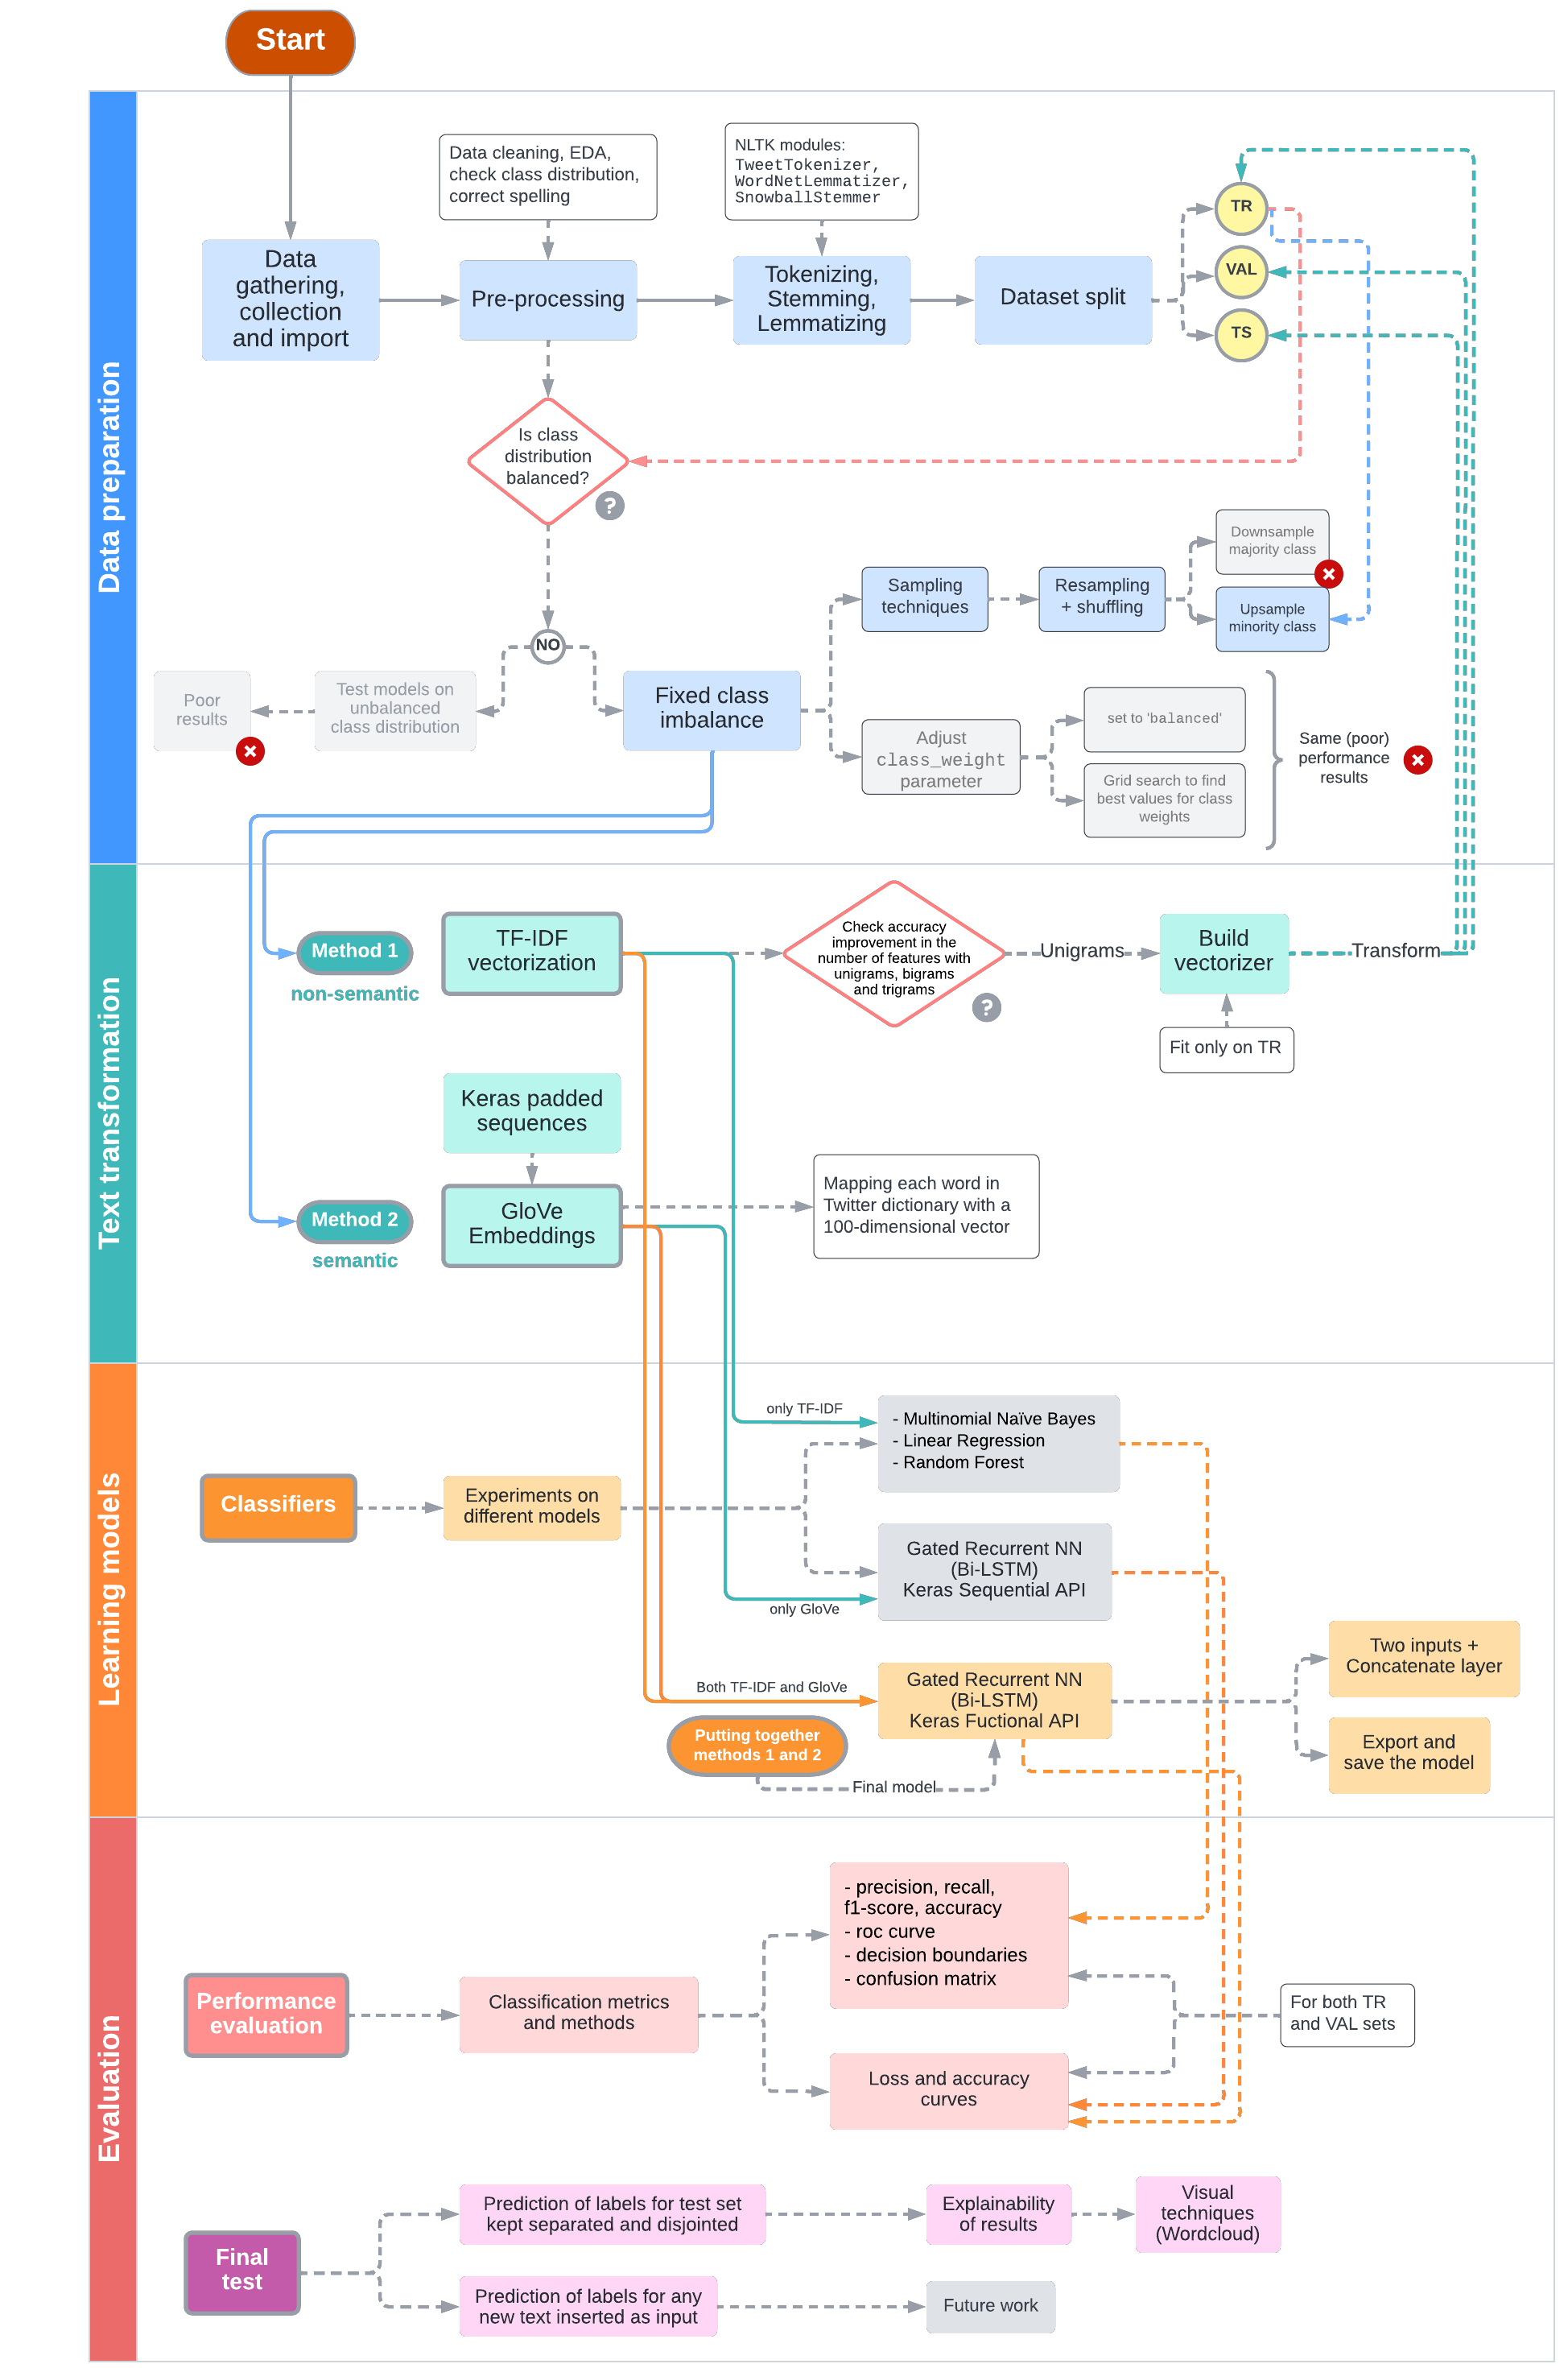 Start
Data preparation
Data cleaning, EDA,
check class distribution,
correct spelling
NLTK modules:
TweetTokenizer,
WordNetLemmatizer,
SnowballStemmer
Data
gathering,
collection
and import
Pre-processing
Tokenizing,
Stemming,
Lemmatizing
Dataset split
TR
VAL
TS
Is class
distribution
balanced?
?
NO
Poor
results
Test models on
unbalanced
class distribution
Fixed class
imbalance
Sampling
techniques
Resampling
+ shuffling
Downsample
majority class
Upsample
minority class
Adjust
class_weight
parameter
set to 'balanced'
Grid search to find
best values for class
weights
Same (poor)
performance
results
Text transformation
Method 1
non-semantic
TF-IDF
vectorization
Check accuracy
improvement in the
number of features with
unigrams, bigrams
and trigrams
?
Unigrams
Build
vectorizer
Transform
Fit only on TR
Keras padded
sequences
Method 2
semantic
GloVe
Embeddings
Mapping each word in
Twitter dictionary with a
100-dimensional vector
Learning models
Classifiers
Experiments on
different models
only TF-IDF
- Multinomial Naïve Bayes
- Linear Regression
- Random Forest
Gated Recurrent NN
(Bi-LSTM)
Keras Sequential API
only GloVe
Both TF-IDF and GloVe
Gated Recurrent NN
(Bi-LSTM)
Keras Fuctional API
Putting together
methods 1 and 2
Final model
Two inputs +
Concatenate layer
Export and
save the model
Evaluation
Performance
evaluation
Classification metrics
and methods
- precision, recall,
f1-score, accuracy
- roc curve
- decision boundaries
- confusion matrix
Loss and accuracy
curves
For both TR
and VAL sets
Final
test
Prediction of labels for test set
kept separated and disjointed
Explainability
of results
Visual
techniques
(Wordcloud)
Prediction of labels for any
new text inserted as input
Future work